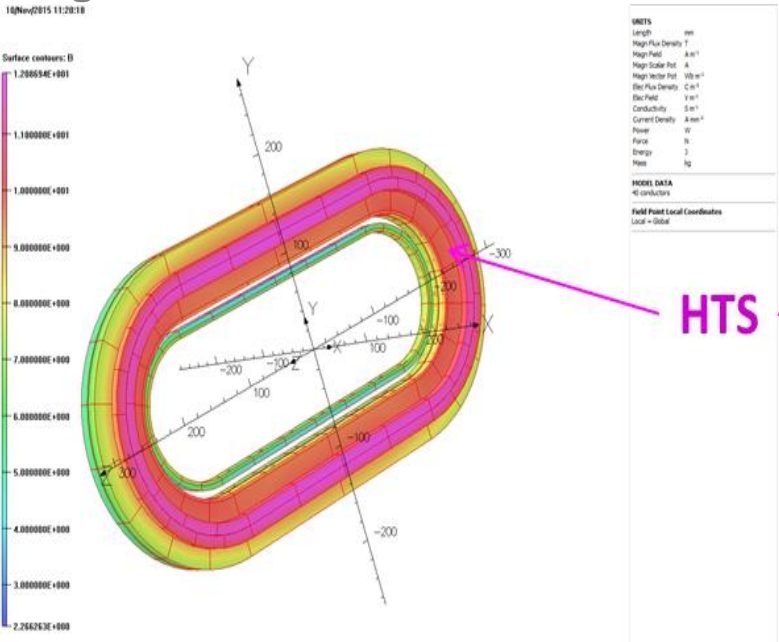 10/Nov/2015 11:20:18
Surface contours: B
1.208694E+001
1.100000E+001
1.000000E+001
9.000000E+000
8.000000E+000
7.000000E+000
6.000000E+000
5.000000E+000
4.000000E+000
3.000000E+000
2.266263E+000
Y
200
100
Y
X
Z
-100
-200
-300
100
200
X
-200
-100
100
200
300
Z
-100
-200
HTS
UNITS
Length mm
Magn Flux Density T
Magn Field A m⁻¹
Magn Scalar Pot A
Magn Vector Pot Wb m⁻¹
Elec Flux Density C m⁻²
Elec Field V m⁻¹
Conductivity S m⁻¹
Current Density A mm⁻²
Power W
Force N
Energy J
Mass kg
MODEL DATA
conductors
Field Point Local Coordinates
Local = Global